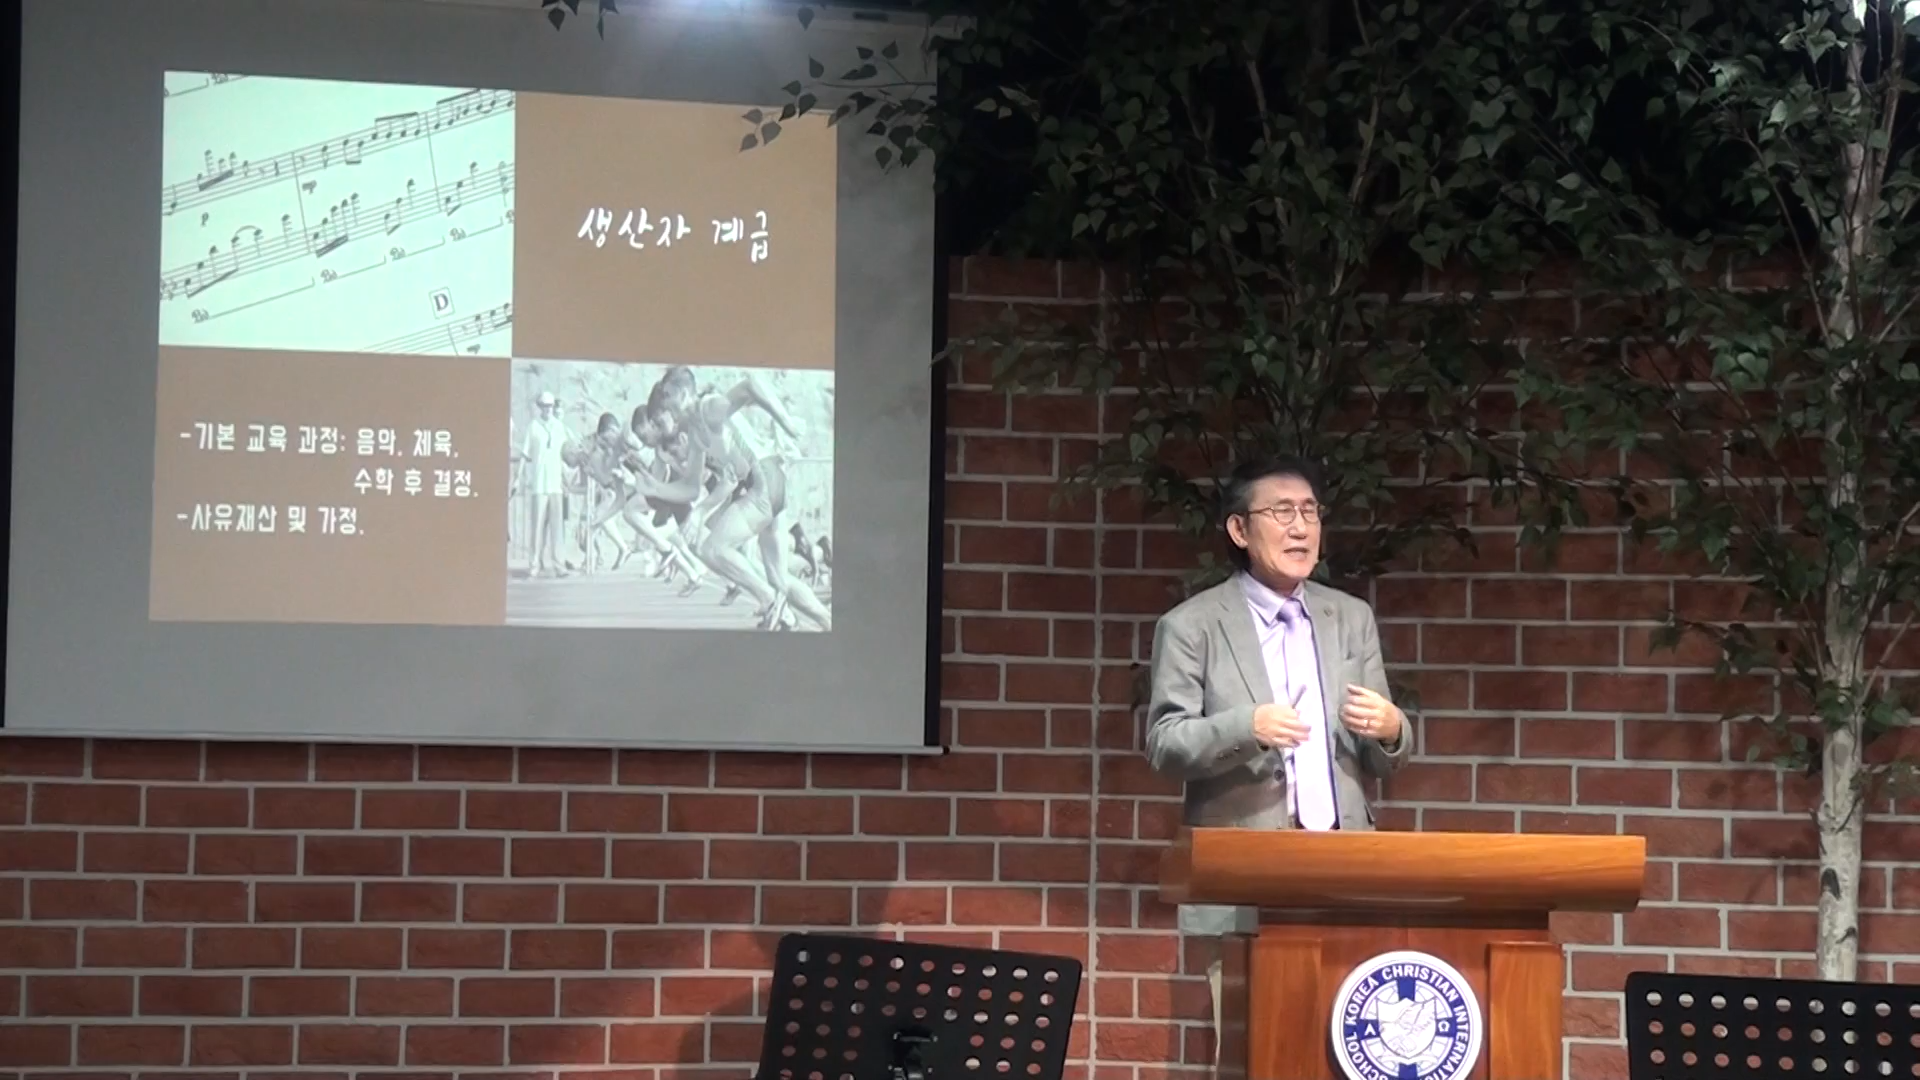 생산자 계급
D
-기본 교육 과정: 음악, 체육,
수학 후 결정.
-사유재산 및 가정.
KOREA CHRISTIAN INTERNATIONAL SCHOOL
Α Ω